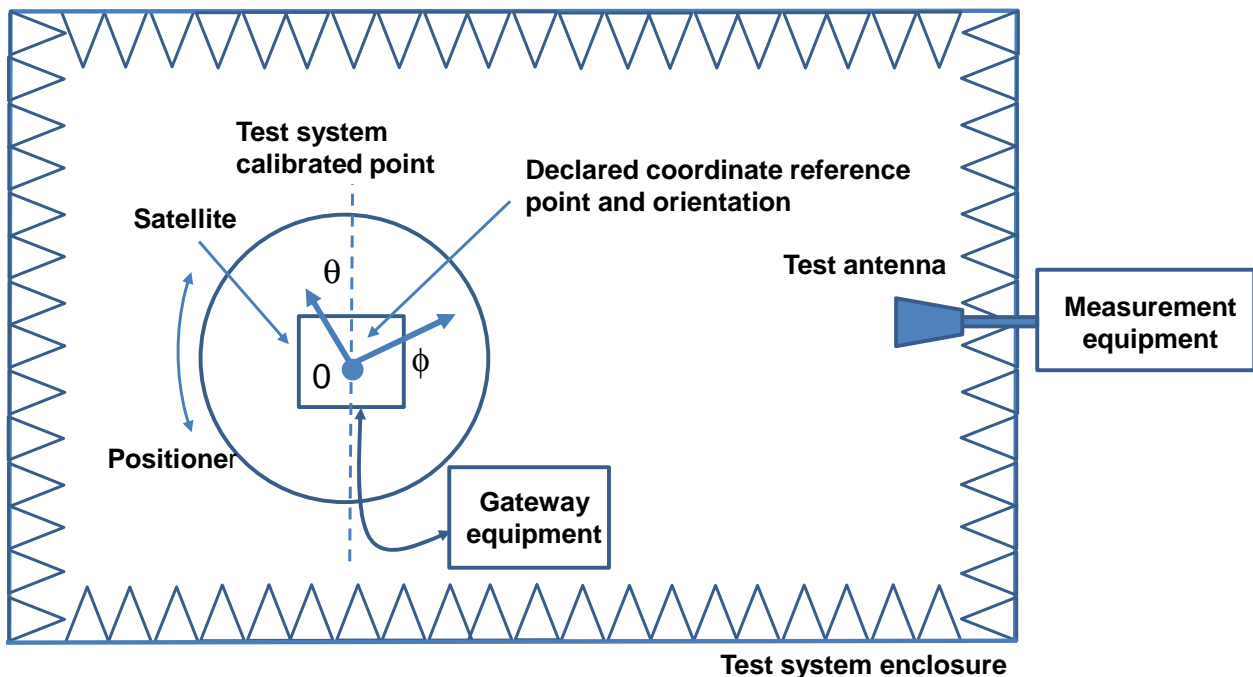 Test system
calibrated point
Declared coordinate reference
point and orientation
Satellite
θ
Test antenna
Measurement
equipment
0
ϕ
Positioner
Gateway
equipment
Test system enclosure